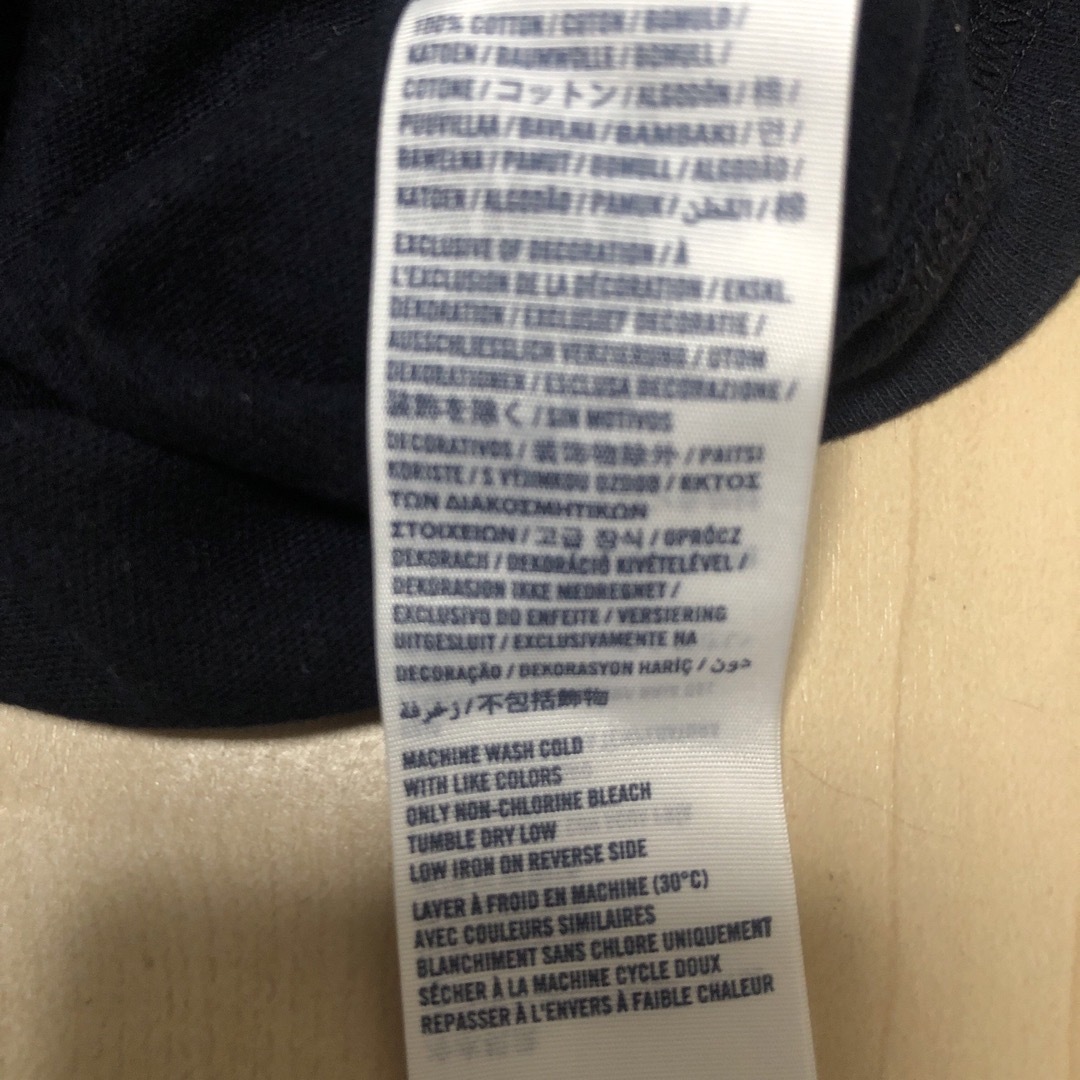 100% COTTON / COTON / BOMULD /
KATOEN / BAUMWOLLE / BOMULL /
COTONE / コットン / ALGODÓN / 棉 /
PUUVILLAA / BAVLNA / BAMBAKI / 면 /
BAWEŁNA / PAMUT / BOMULL / ALGODÃO /
KATOEN / ALGODÃO / PAMUK / القطن / 棉
EXCLUSIVE OF DECORATION / À
L'EXCLUSION DE LA DÉCORATION / EKSKL.
DEKORATION / EXCLUSIEF DECORATIE /
AUSSCHLIESSLICH VERZIERUNG / UTOM
DEKORATIONER / ESCLUSA DECORAZIONE /
装飾を除く / SIN MOTIVOS
DECORATIVOS / 装饰物除外 / PAITSI
KORISTE / S VÝJIMKOU OZDOB / ΕΚΤΟΣ
ΤΩΝ ΔΙΑΚΟΣΜΗΤΙΚΩΝ
ΣΤΟΙΧΕΙΩΝ / 고급 장식 / OPRÓCZ
DEKORACJI / DEKORÁCIÓ KIVÉTELÉVEL /
DEKORASJON IKKE MEDREGNET /
EXCLUSIVO DO ENFEITE / VERSIERING
UITGESLUIT / EXCLUSIVAMENTE NA
DECORAÇÃO / DEKORASYON HARIÇ / دون
زخرفة / 不包括飾物
MACHINE WASH COLD
WITH LIKE COLORS
ONLY NON-CHLORINE BLEACH
TUMBLE DRY LOW
LOW IRON ON REVERSE SIDE
LAVER À FROID EN MACHINE (30°C)
AVEC COULEURS SIMILAIRES
BLANCHIMENT SANS CHLORE UNIQUEMENT
SÉCHER À LA MACHINE CYCLE DOUX
REPASSER À L'ENVERS À FAIBLE CHALEUR